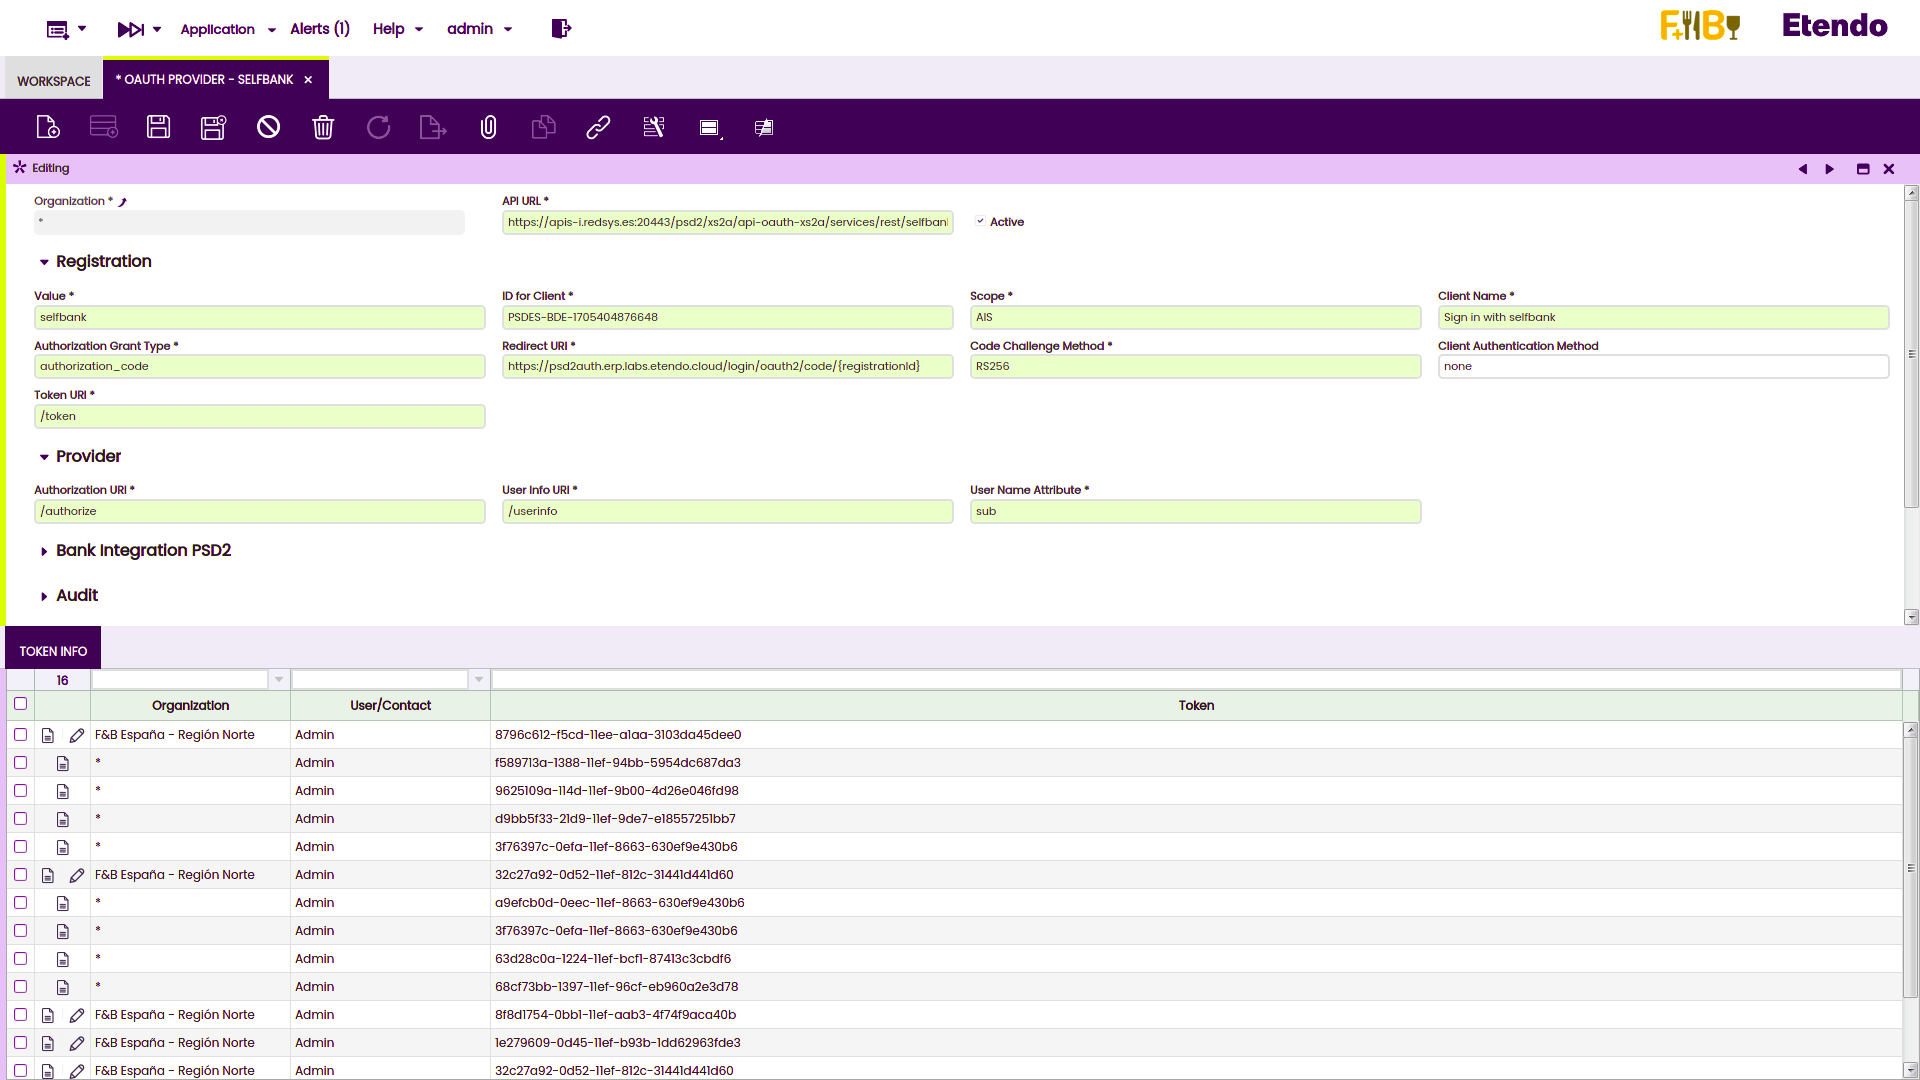 Application
Alerts (1)
Help
admin
F+B
Etendo
WORKSPACE
* OAUTH PROVIDER - SELFBANK
Editing
Organization *
API URL *
*
https://apis-i.redsys.es:20443/psd2/xs2a/api-oauth-xs2a/services/rest/selfban
Active
Registration
Value *
ID for Client *
Scope *
Client Name *
selfbank
PSDES-BDE-1705404876648
AIS
Sign in with selfbank
Authorization Grant Type *
Redirect URI *
Code Challenge Method *
Client Authentication Method
authorization_code
https://psd2auth.erp.labs.etendo.cloud/login/oauth2/code/{registrationId}
RS256
none
Token URI *
/token
Provider
Authorization URI *
User Info URI *
User Name Attribute *
/authorize
/userinfo
sub
Bank Integration PSD2
Audit
TOKEN INFO
16
Organization User/Contact Token
F&B España - Región Norte Admin 8796c612-f5cd-11ee-a1aa-3103da45dee0
* Admin f589713a-1388-11ef-94bb-5954dc687da3
* Admin 9625109a-114d-11ef-9b00-4d26e046fd98
* Admin d9bb5f33-21d9-11ef-9de7-e18557251bb7
* Admin 3f76397c-0efa-11ef-8663-630ef9e430b6
F&B España - Región Norte Admin 32c27a92-0d52-11ef-812c-31441d441d60
* Admin a9efcb0d-0eec-11ef-8663-630ef9e430b6
* Admin 3f76397c-0efa-11ef-8663-630ef9e430b6
* Admin 63d28c0a-1224-11ef-bcf1-87413c3cbdf6
* Admin 68cf73bb-1397-11ef-96cf-eb960a2e3d78
F&B España - Región Norte Admin 8f8d1754-0bb1-11ef-aab3-4f74f9aca40b
F&B España - Región Norte Admin 1e279609-0d45-11ef-b93b-1dd62963fde3
F&B España - Región Norte Admin 32c27a92-0d52-11ef-812c-31441d441d60